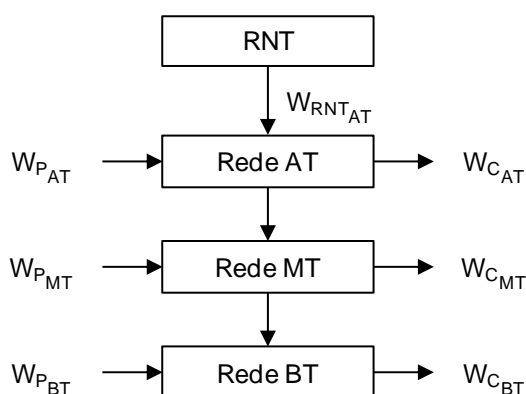 RNT
W_RNT_AT
W_P_AT Rede AT W_C_AT
W_P_MT Rede MT W_C_MT
W_P_BT Rede BT W_C_BT